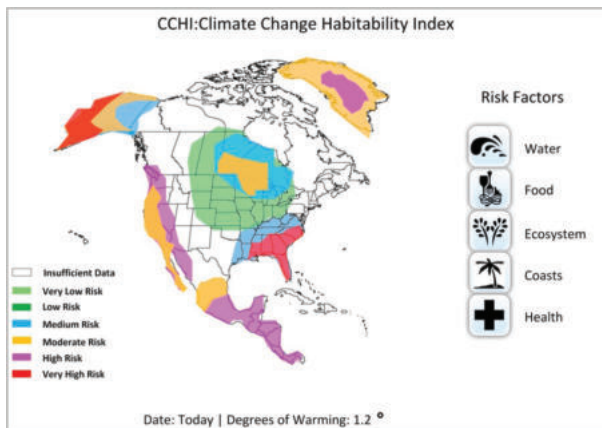 CCHI:Climate Change Habitability Index
Risk Factors
Water
Food
Ecosystem
Coasts
Health
Insufficient Data
Very Low Risk
Low Risk
Medium Risk
Moderate Risk
High Risk
Very High Risk
Date: Today | Degrees of Warming: 1.2 °